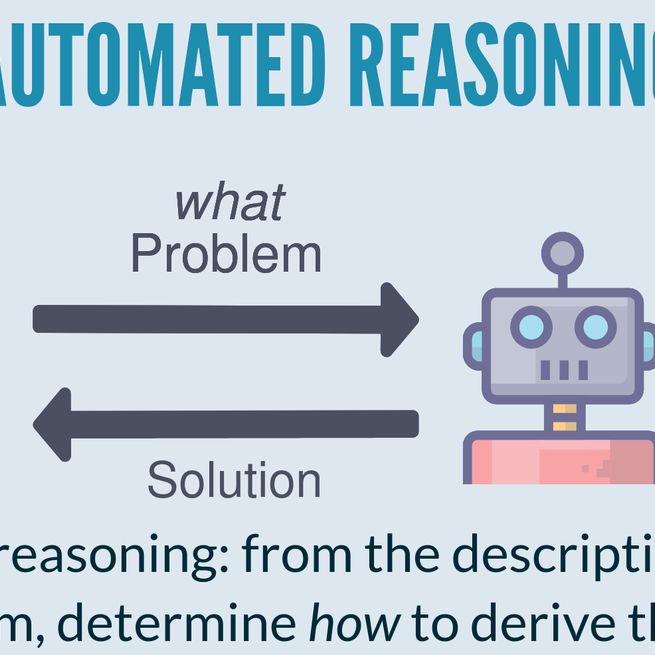 AUTOMATED REASONING
what
Problem
Solution
reasoning: from the descripti
m, determine how to derive th